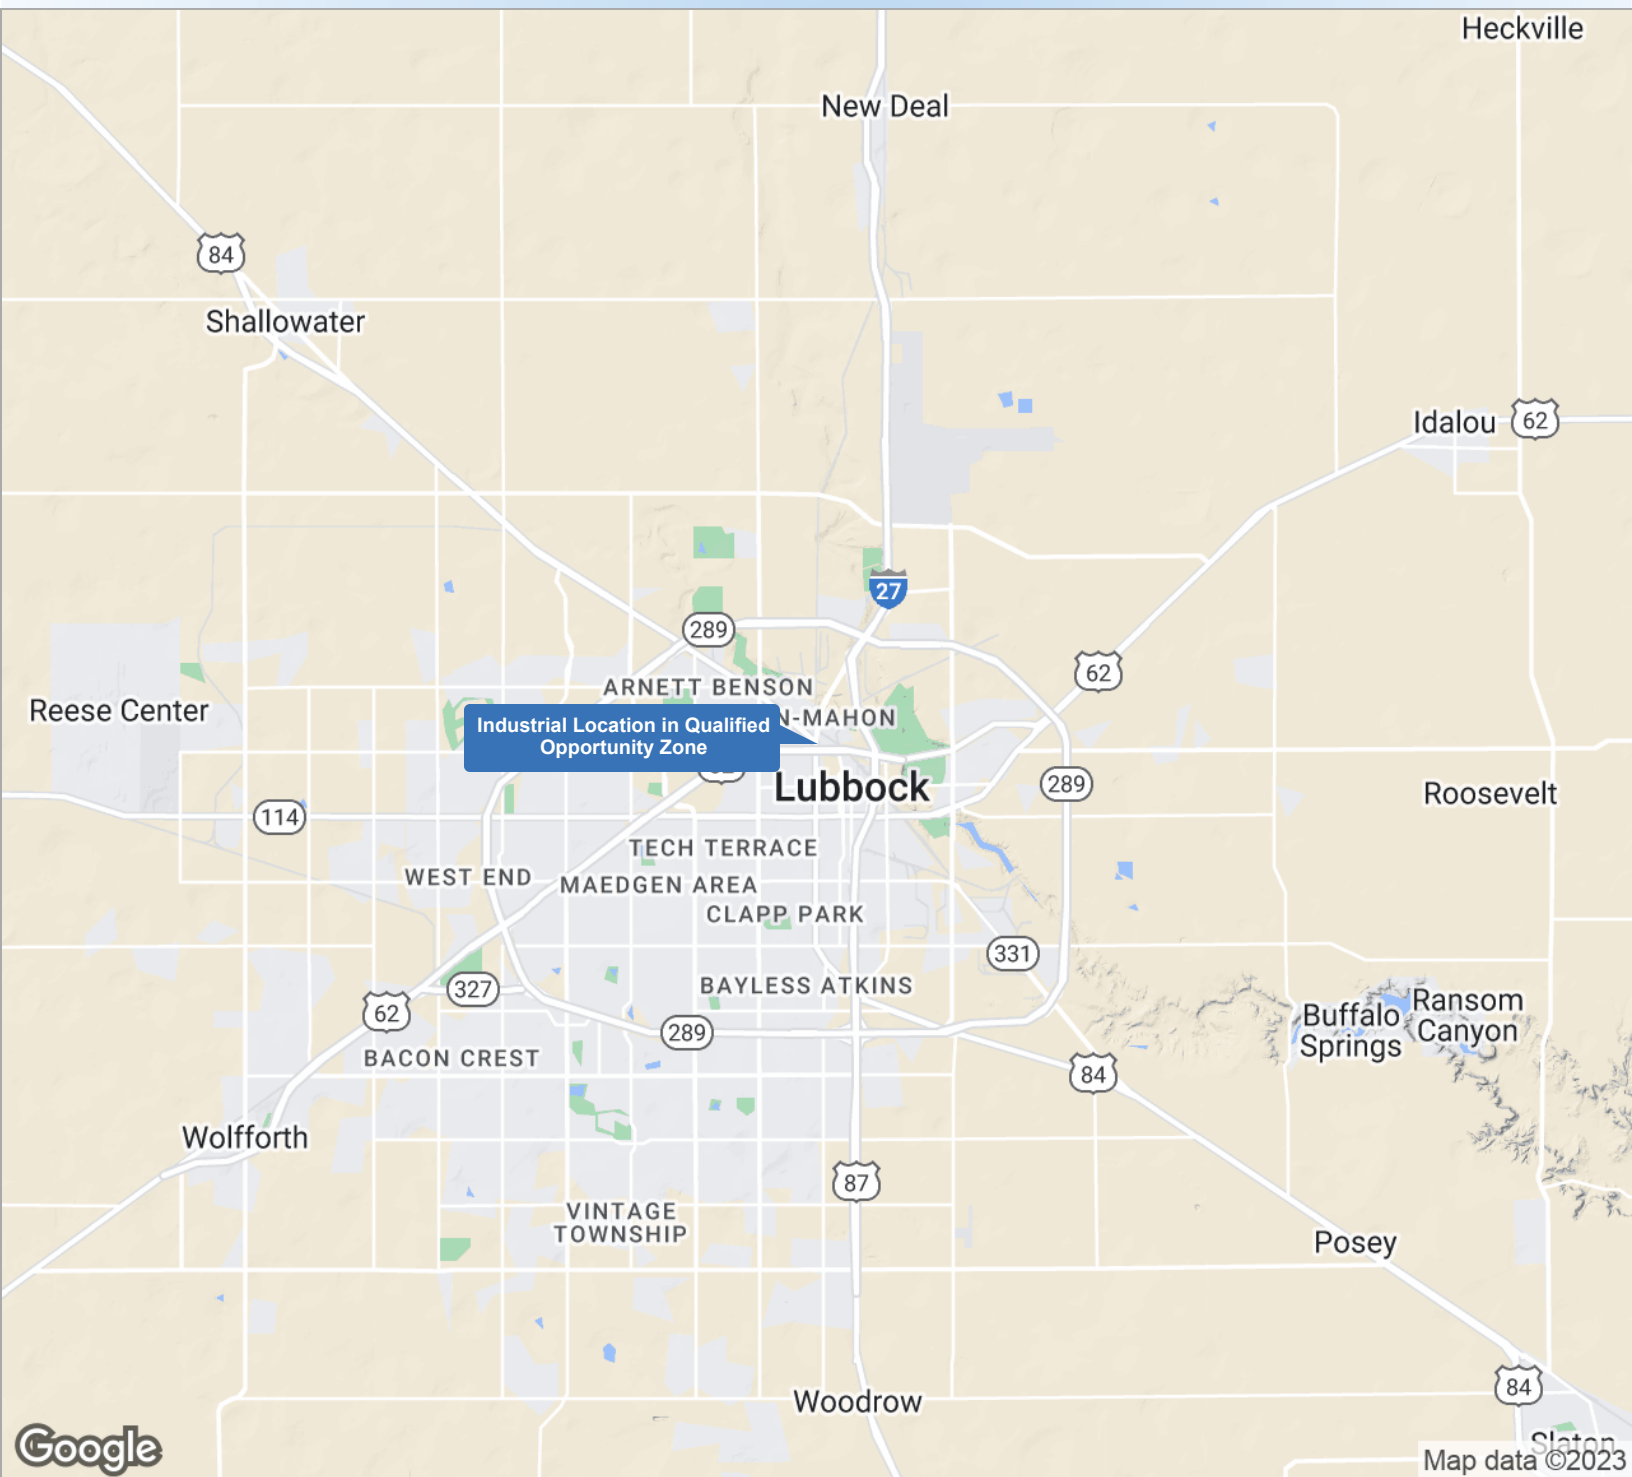 Heckville
New Deal
84
Shallowater
Idalou
62
27
289
62
ARNETT BENSON
Reese Center
N-MAHON
Industrial Location in Qualified
Opportunity Zone
Lubbock
289
Roosevelt
114
TECH TERRACE
WEST END
MAEDGEN AREA
CLAPP PARK
331
BAYLESS ATKINS
327
62
289
Buffalo
Springs
Ransom
Canyon
BACON CREST
84
Wolfforth
87
VINTAGE
TOWNSHIP
Posey
84
Woodrow
Slaton
Google
Map data ©2023